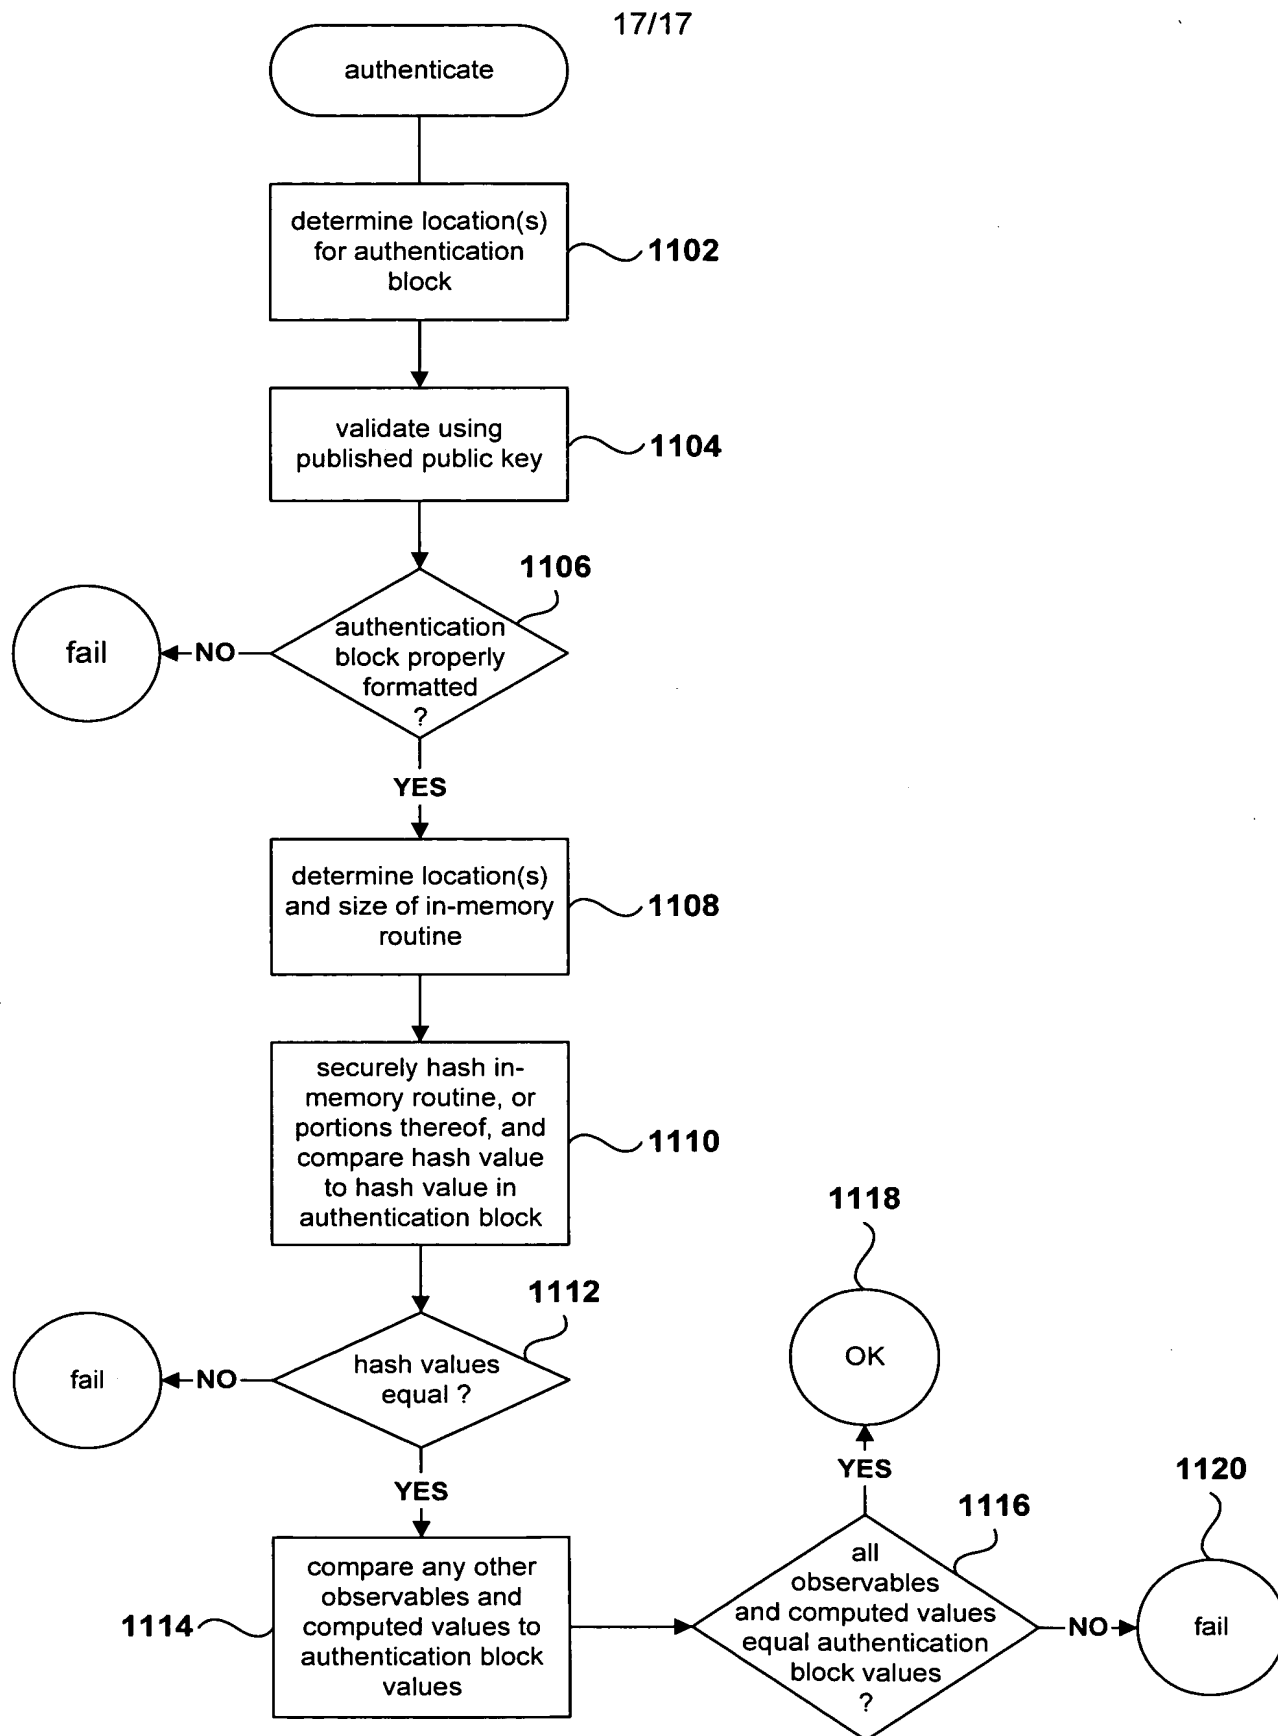 17/17
authenticate
determine location(s)
for authentication
block
1102
validate using
published public key
1104
1106
authentication
block properly
formatted
?
fail
NO
YES
determine location(s)
and size of in-memory
routine
1108
securely hash in-
memory routine, or
portions thereof, and
compare hash value
to hash value in
authentication block
1110
1112
hash values
equal ?
fail
NO
YES
compare any other
observables and
computed values to
authentication block
values
1114
1116
all
observables
and computed values
equal authentication
block values
?
YES
OK
1118
NO
fail
1120